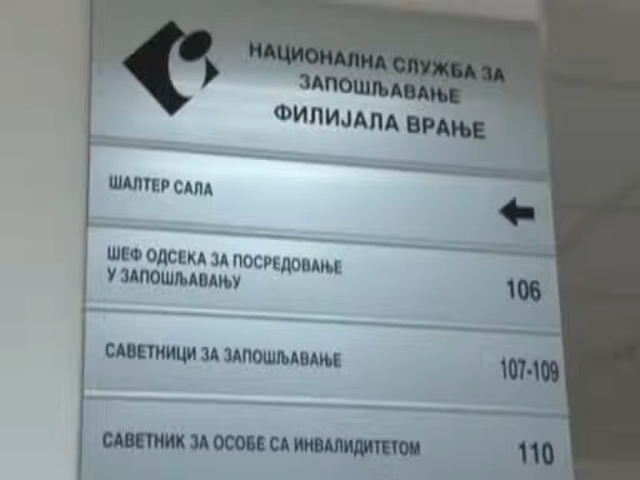 НАЦИОНАЛНА СЛУЖБА ЗА
ЗАПОШЉАВАЊЕ
ФИЛИЈАЛА ВРАЊЕ
ШАЛТЕР САЛА
ШЕФ ОДСЕКА ЗА ПОСРЕДОВАЊЕ
У ЗАПОШЉАВАЊУ
106
САВЕТНИЦИ ЗА ЗАПОШЉАВАЊЕ
107-109
САВЕТНИК ЗА ОСОБЕ СА ИНВАЛИДИТЕТОМ
110